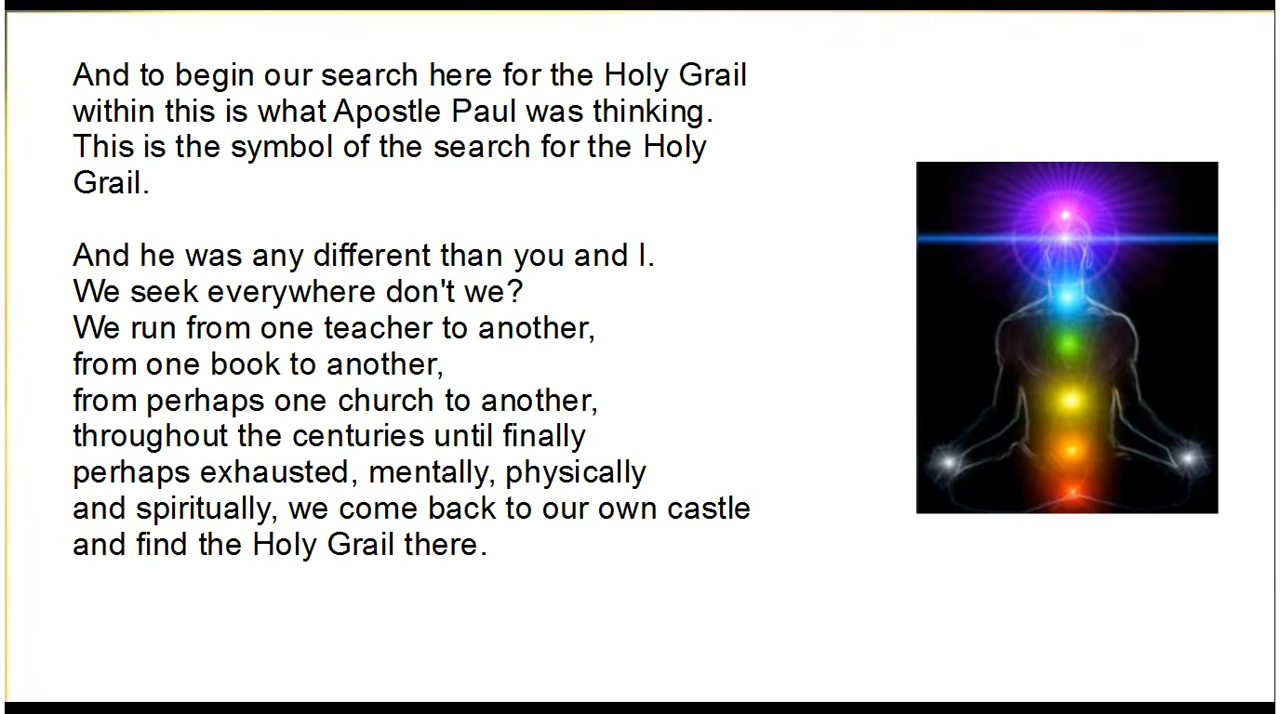 And to begin our search here for the Holy Grail
within this is what Apostle Paul was thinking.
This is the symbol of the search for the Holy
Grail.
And he was any different than you and I.
We seek everywhere don't we?
We run from one teacher to another,
from one book to another,
from perhaps one church to another,
throughout the centuries until finally
perhaps exhausted, mentally, physically
and spiritually, we come back to our own castle
and find the Holy Grail there.